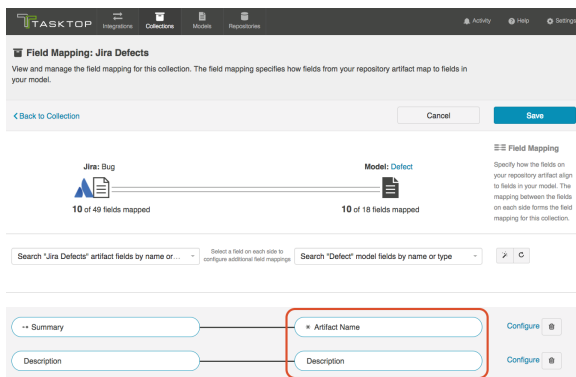 TASKTOP
Integrations
Collections
Models
Repositories
Activity
Help
Settings
Field Mapping: Jira Defects
View and manage the field mapping for this collection. The field mapping specifies how fields from your repository artifact map to fields in
your model.
Back to Collection
Cancel
Save
Jira: Bug
10 of 49 fields mapped
Model: Defect
10 of 18 fields mapped
Field Mapping
Specify how the fields on
your repository artifact align
to fields in your model. The
mapping between the fields
on each side forms the field
mapping for this collection.
Search "Jira Defects" artifact fields by name or...
Select a field on each side to
configure additional field mappings
Search "Defect" model fields by name or type
Summary
Artifact Name
Configure
Description
Description
Configure